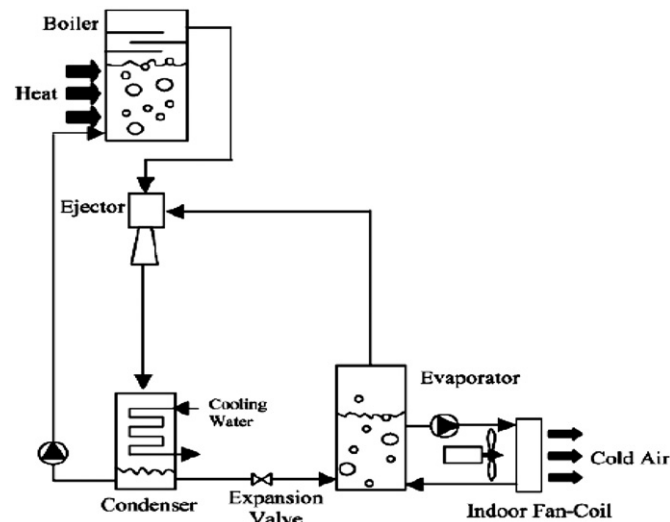 Boiler
Heat
Ejector
Evaporator
Cooling
Water
Cold Air
Condenser
Expansion
Valve
Indoor Fan-Coil